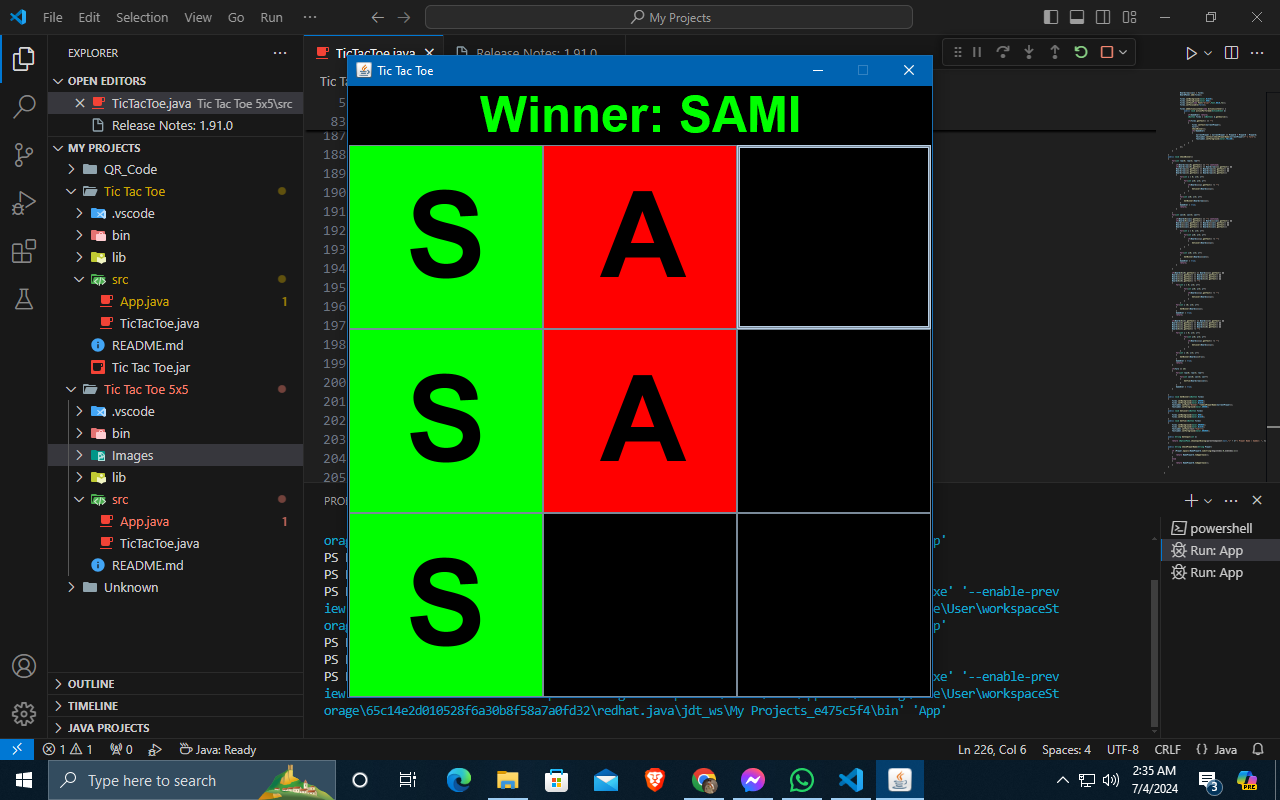 File Edit Selection View Go Run ··· My Projects
EXPLORER ···
OPEN EDITORS
TicTacToe.java Tic Tac Toe 5x5\src
Release Notes: 1.91.0
MY PROJECTS
QR_Code
Tic Tac Toe
.vscode
bin
lib
src
App.java 1
TicTacToe.java
README.md
Tic Tac Toe.jar
Tic Tac Toe 5x5
.vscode
bin
Images
lib
src
App.java 1
TicTacToe.java
README.md
Unknown
OUTLINE
TIMELINE
JAVA PROJECTS
TicTacToe.java Release Notes: 1.91.0
Tic Ta
5
83
187
188
189
190
191
192
193
194
195
196
197
198
199
200
201
202
203
204
205
Tic Tac Toe
Winner: SAMI
S A
S A
S
PRO
orag p'
PS
PS
PS xe' '--enable-prev
iew e\User\workspaceSt
orag p'
PS
PS
PS xe' '--enable-prev
iew e\User\workspaceSt
orage\65c14e2d010528f6a30b8f58a7a0fd32\redhat.java\jdt_ws\My Projects_e475c5f4\bin' 'App'
powershell
Run: App
Run: App
1 1 0 Java: Ready Ln 226, Col 6 Spaces: 4 UTF-8 CRLF {} Java
Type here to search
2:35 AM
7/4/2024
3
PRE